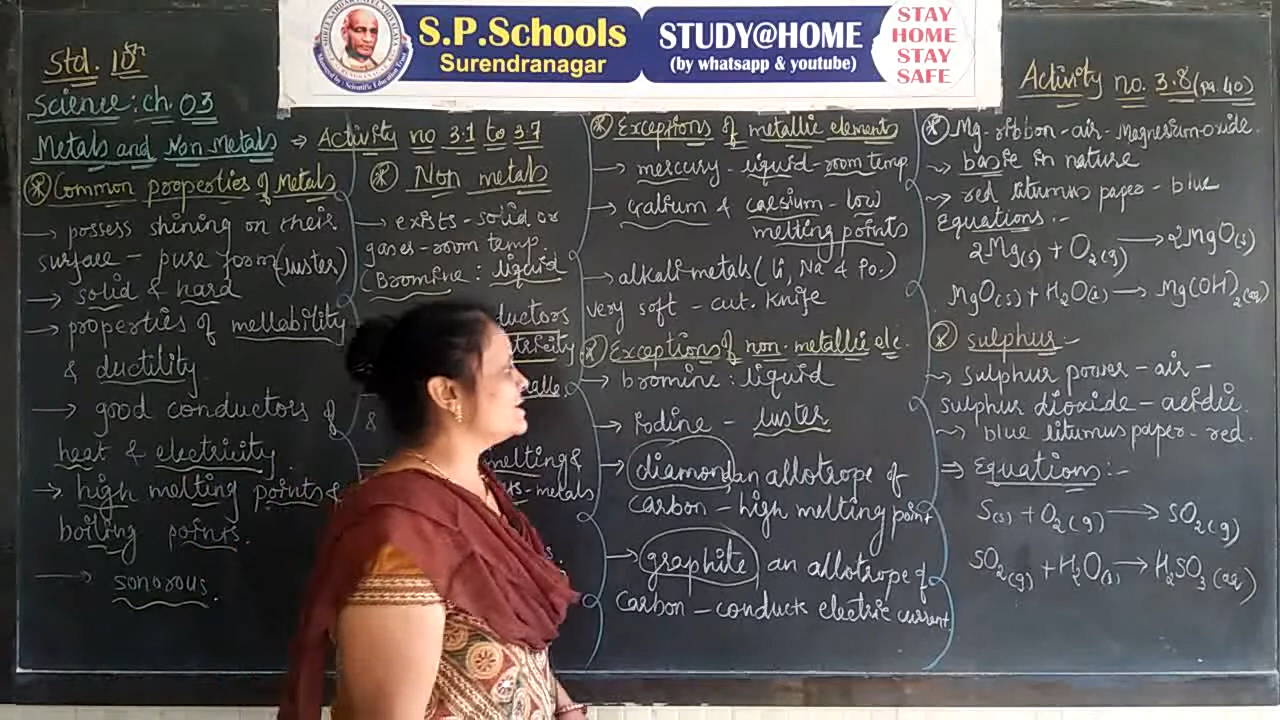 S.P.Schools
Surendranagar
STUDY@HOME
(by whatsapp & youtube)
STAY
HOME
STAY
SAFE
Std. 10th
Science: ch. 03
Metals and Non Metals ⇒ Activity no 3.1 to 3.7
Common properties of Metals
→ possess shining on their
surface - pure form (luster)
→ solid & hard
→ properties of mellability
& ductility.
→ good conductors of
heat & electricity.
→ high melting points &
boiling points.
→ sonorous.
Non metals
→ exists - solid or
gases - room temp.
(Bromine: liquid
ductors
tricity
&
melting &
- metals
Exceptions of metallic elements
→ mercury - liquid - room temp
→ Galium & caesium - low
melting points
→ alkali metals (Li, Na & Po.)
very soft - cut. knife
Exceptions of non-metallic ele.
→ bromine: liquid
→ Iodine - luster
→ diamond an allotrope of
carbon - high melting point
→ graphite an allotrope of
carbon - conduck electric current
Activity no. 3.8 (pa. 40)
Mg-ribbon-air-Magnesium oxide.
→ basic in nature
→ red litumus paper - blue
Equations:-
2Mg(s) + O2(g) → 2MgO(s)
MgO(s) + H2O(l) → Mg(OH)2(aq)
sulphur:-
→ sulphur power - air -
sulphur dioxide - acidic.
→ blue litumus paper - red.
⇒ Equations:-
S(s) + O2(g) → SO2(g)
SO2(g) + H2O(l) → H2SO3(aq)